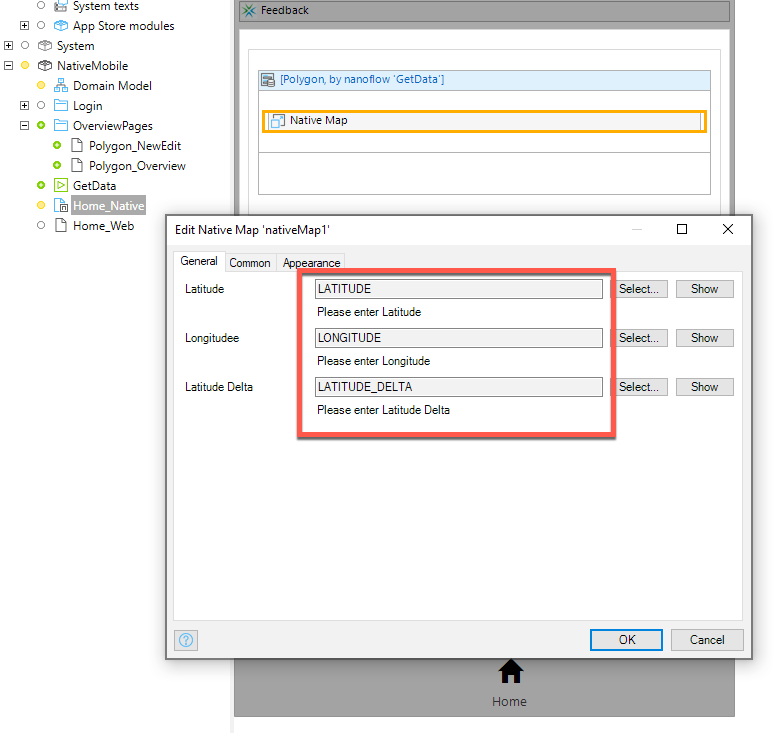 System texts
App Store modules
System
NativeMobile
Domain Model
Login
OverviewPages
Polygon_NewEdit
Polygon_Overview
GetData
Home_Native
Home_Web
Feedback
[Polygon, by nanoflow 'GetData']
Native Map
Edit Native Map 'nativeMap1'
General Common Appearance
Latitude LATITUDE Select... Show
Please enter Latitude
Longitudee LONGITUDE Select... Show
Please enter Longitude
Latitude Delta LATITUDE_DELTA Select... Show
Please enter Latitude Delta
? OK Cancel
Home